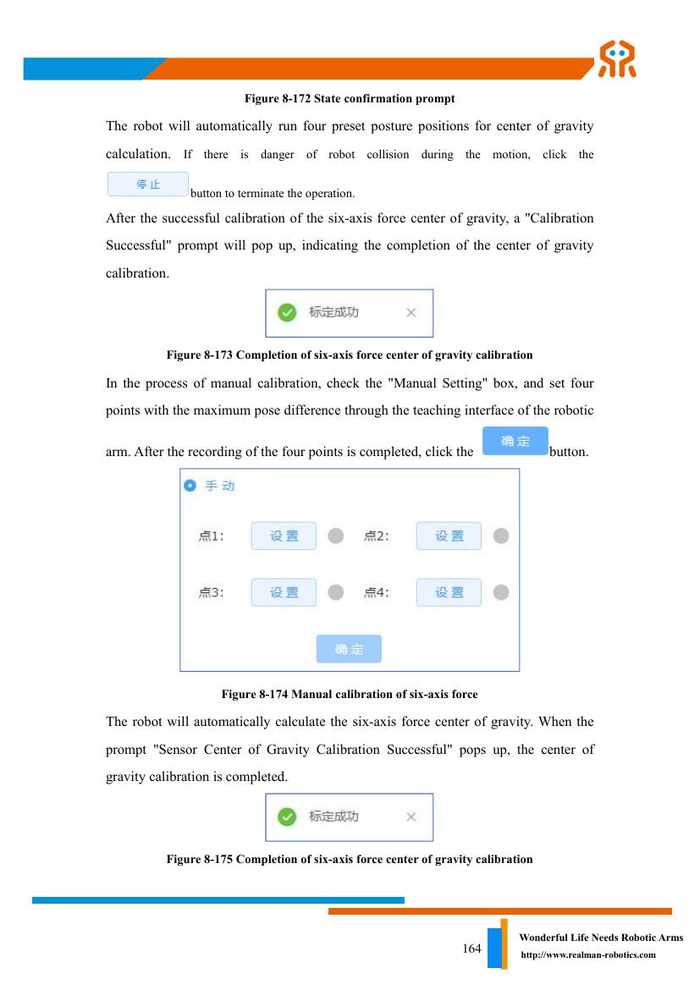 Figure 8-172 State confirmation prompt
The robot will automatically run four preset posture positions for center of gravity
calculation. If there is danger of robot collision during the motion, click the
停止 button to terminate the operation.
After the successful calibration of the six-axis force center of gravity, a "Calibration
Successful" prompt will pop up, indicating the completion of the center of gravity
calibration.
标定成功 ×
Figure 8-173 Completion of six-axis force center of gravity calibration
In the process of manual calibration, check the "Manual Setting" box, and set four
points with the maximum pose difference through the teaching interface of the robotic
arm. After the recording of the four points is completed, click the 确定 button.
手动
点1: 设置 点2: 设置
点3: 设置 点4: 设置
确定
Figure 8-174 Manual calibration of six-axis force
The robot will automatically calculate the six-axis force center of gravity. When the
prompt "Sensor Center of Gravity Calibration Successful" pops up, the center of
gravity calibration is completed.
标定成功 ×
Figure 8-175 Completion of six-axis force center of gravity calibration
164
Wonderful Life Needs Robotic Arms
http://www.realman-robotics.com